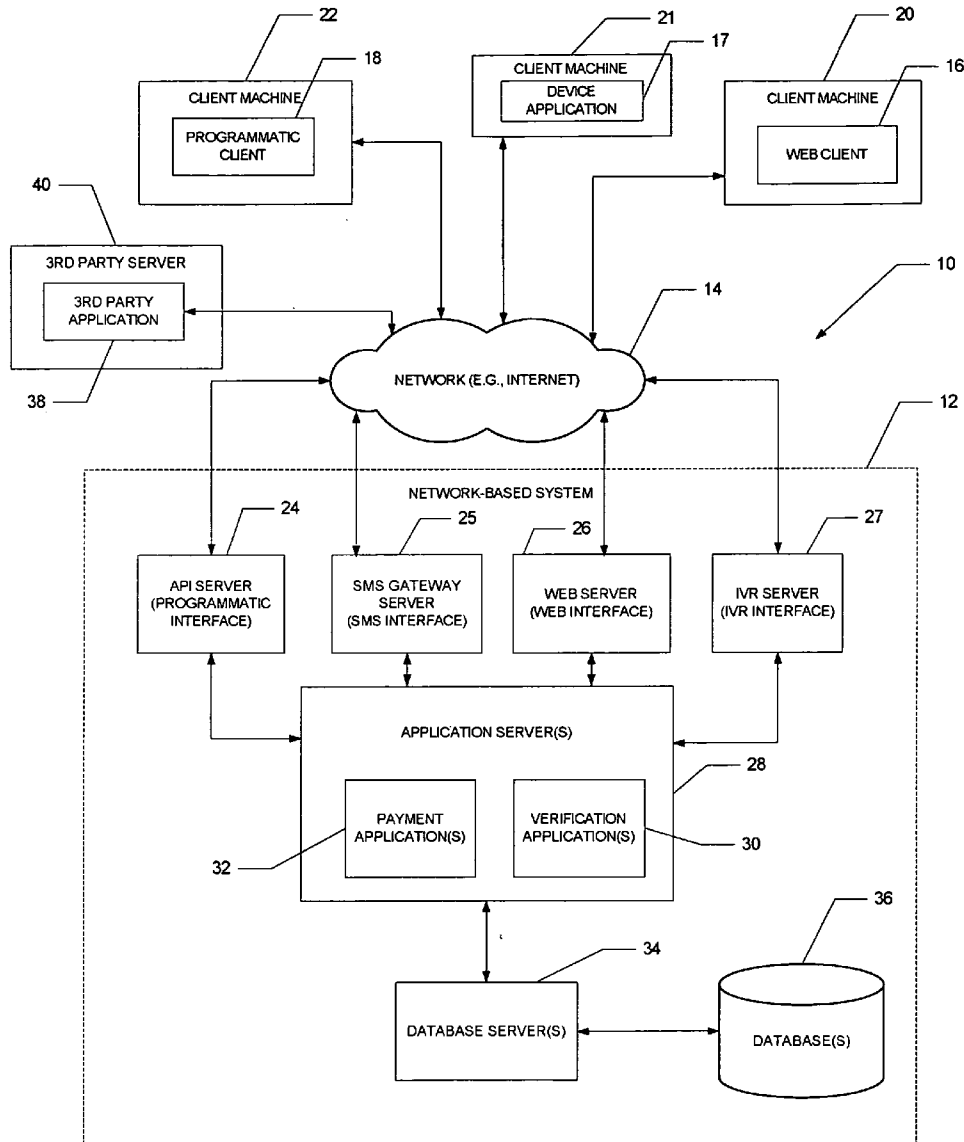 22
18
21
17
20
16
CLIENT MACHINE
PROGRAMMATIC
CLIENT
CLIENT MACHINE
DEVICE
APPLICATION
CLIENT MACHINE
WEB CLIENT
40
3RD PARTY SERVER
3RD PARTY
APPLICATION
38
10
14
NETWORK (E.G., INTERNET)
12
NETWORK-BASED SYSTEM
24
25
26
27
API SERVER
(PROGRAMMATIC
INTERFACE)
SMS GATEWAY
SERVER
(SMS INTERFACE)
WEB SERVER
(WEB INTERFACE)
IVR SERVER
(IVR INTERFACE)
APPLICATION SERVER(S)
28
PAYMENT
APPLICATION(S)
32
VERIFICATION
APPLICATION(S)
30
34
36
DATABASE SERVER(S)
DATABASE(S)